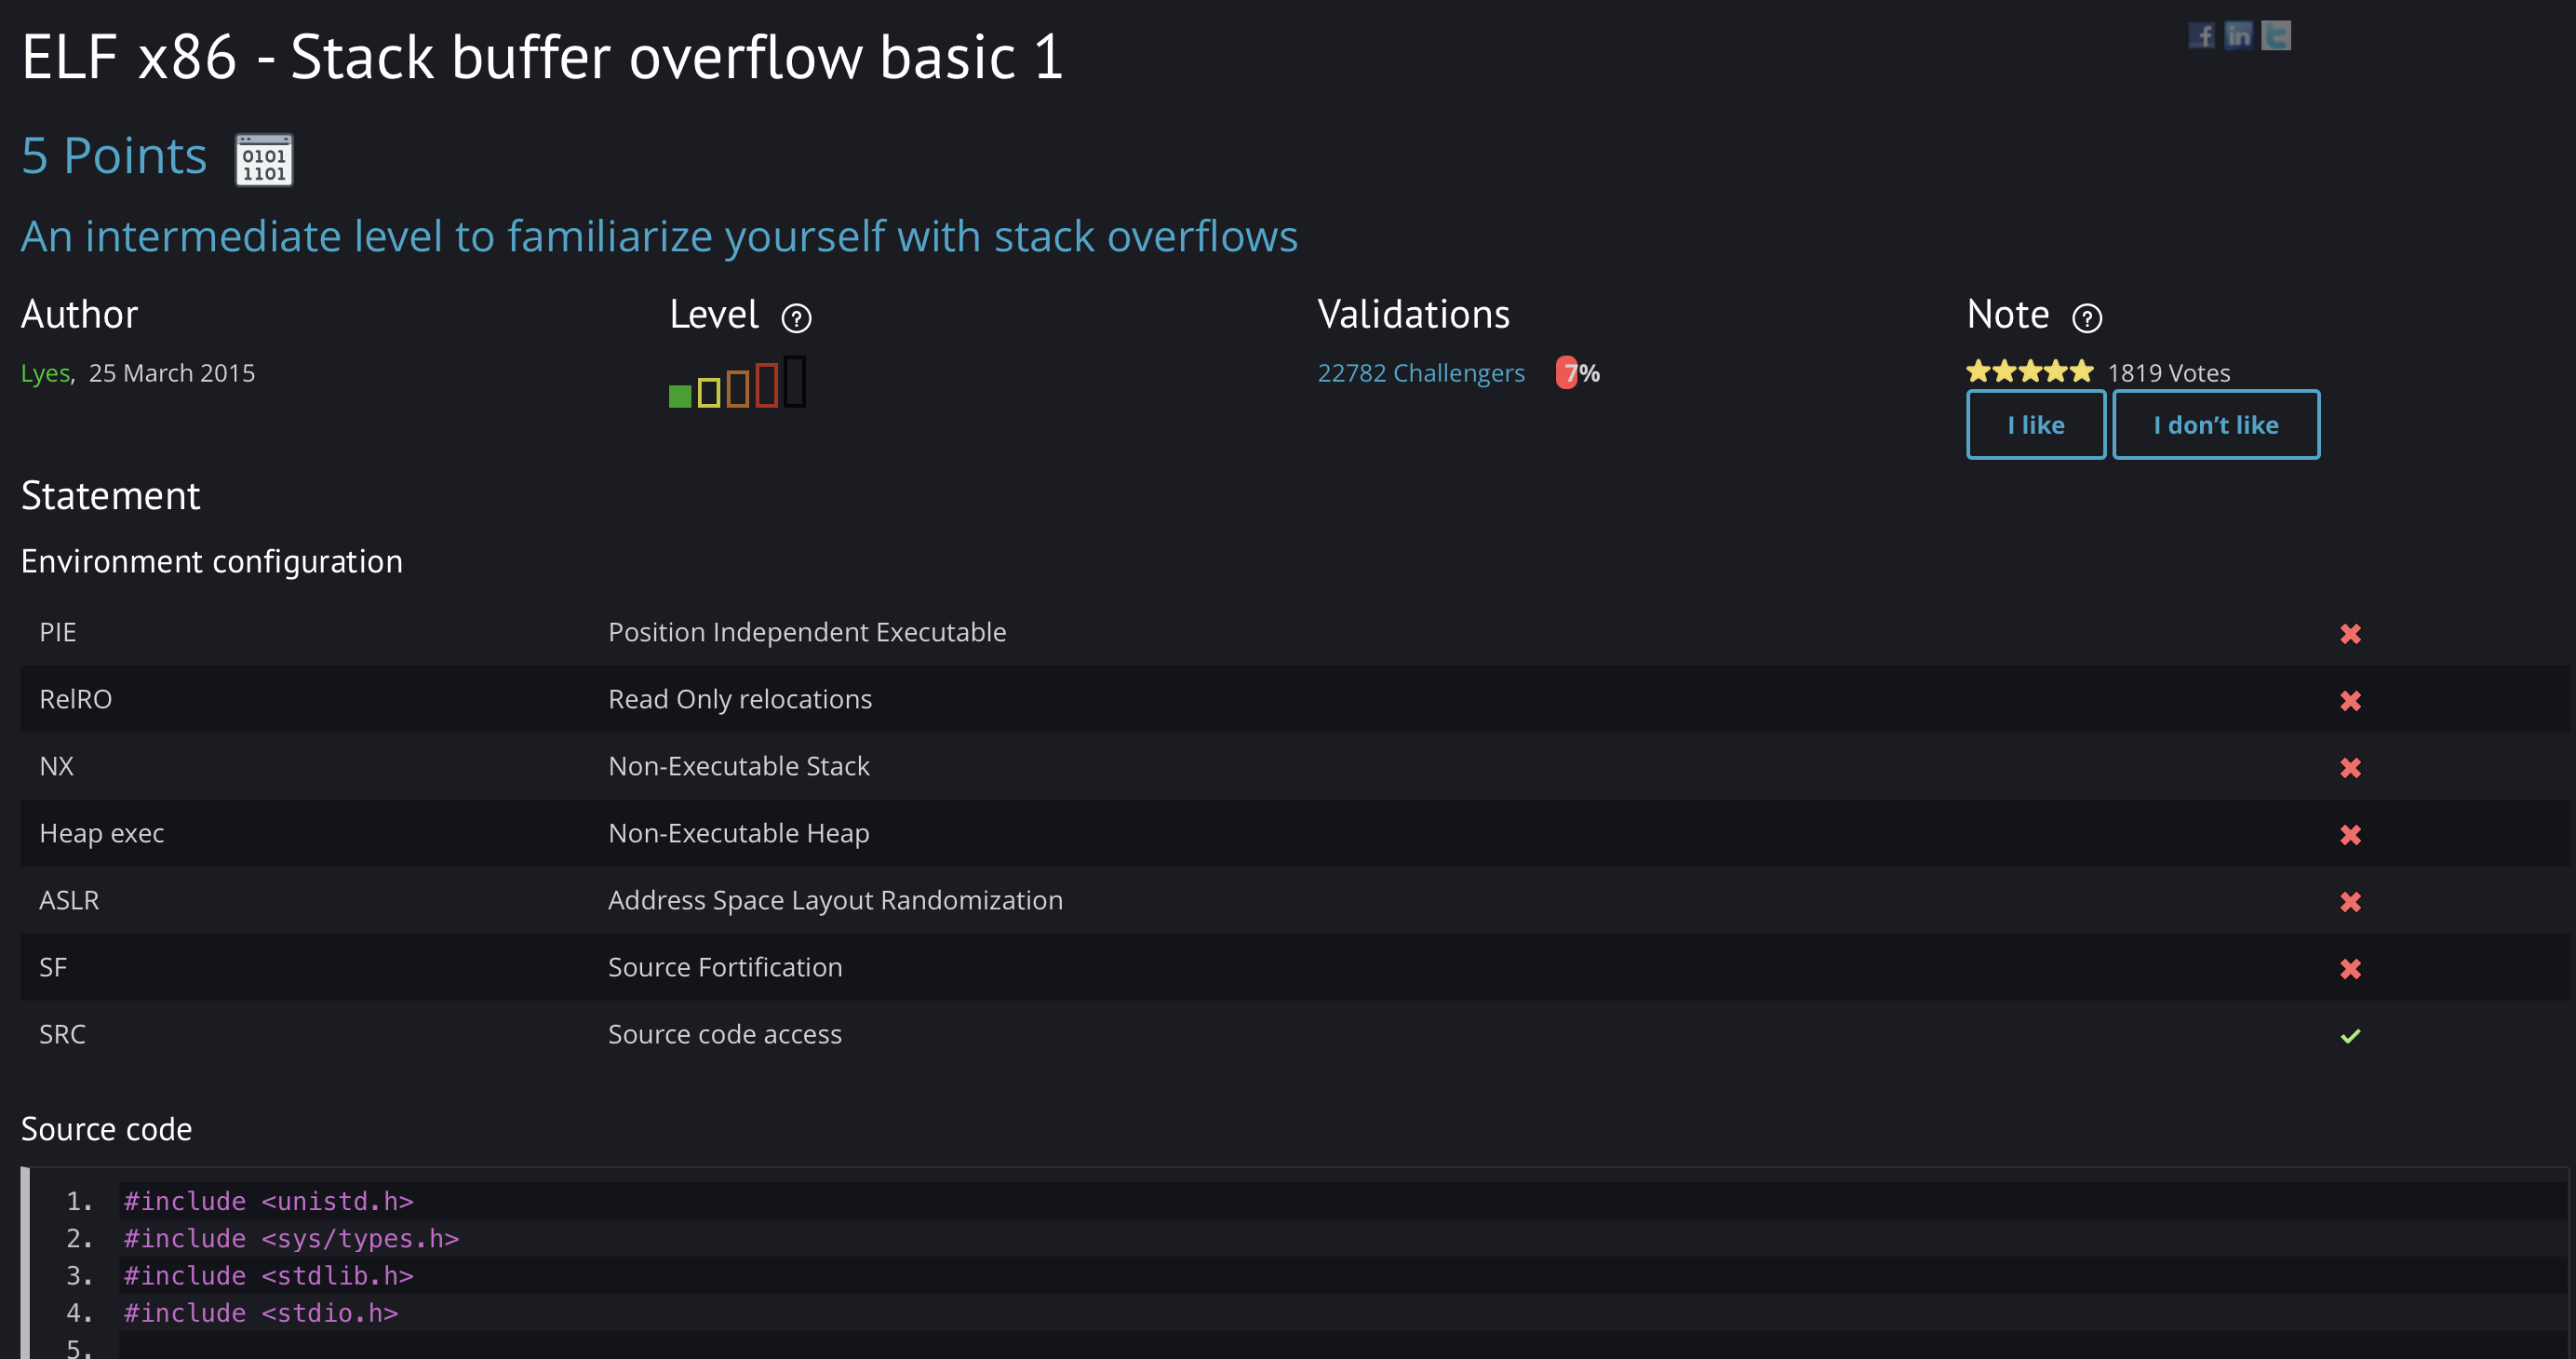 ELF x86 - Stack buffer overflow basic 1
f in t
5 Points 0101
1101
An intermediate level to familiarize yourself with stack overflows
Author Level ? Validations Note ?
Lyes, 25 March 2015 22782 Challengers 7% 1819 Votes
I like I don’t like
Statement
Environment configuration
PIE Position Independent Executable
RelRO Read Only relocations
NX Non-Executable Stack
Heap exec Non-Executable Heap
ASLR Address Space Layout Randomization
SF Source Fortification
SRC Source code access
Source code
1. #include <unistd.h>
2. #include <sys/types.h>
3. #include <stdlib.h>
4. #include <stdio.h>
5.